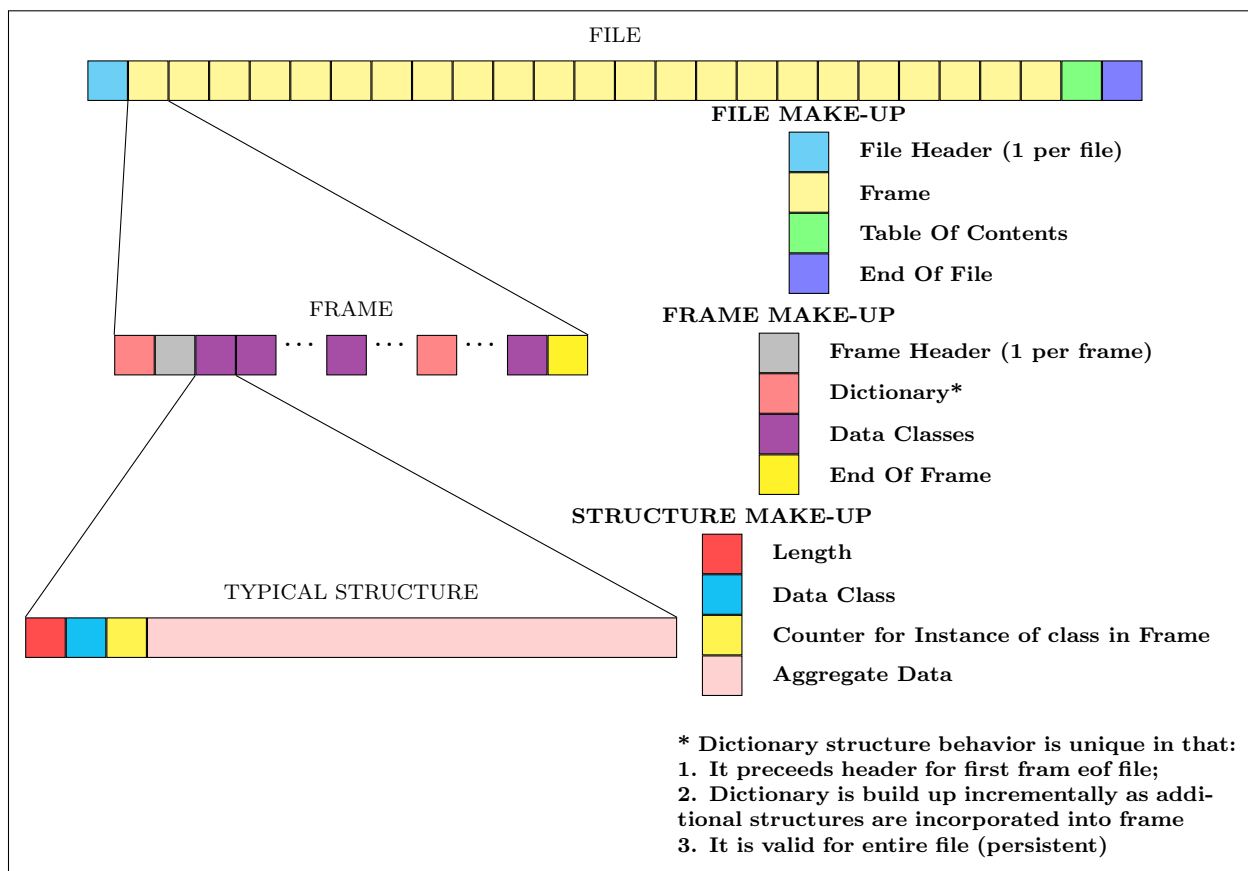 FILE
FILE MAKE-UP
File Header (1 per file)
Frame
Table Of Contents
End Of File
FRAME
... ... ...
FRAME MAKE-UP
Frame Header (1 per frame)
Dictionary*
Data Classes
End Of Frame
STRUCTURE MAKE-UP
Length
Data Class
Counter for Instance of class in Frame
Aggregate Data
TYPICAL STRUCTURE
* Dictionary structure behavior is unique in that:
1. It preceeds header for first fram eof file;
2. Dictionary is build up incrementally as addi-
tional structures are incorporated into frame
3. It is valid for entire file (persistent)